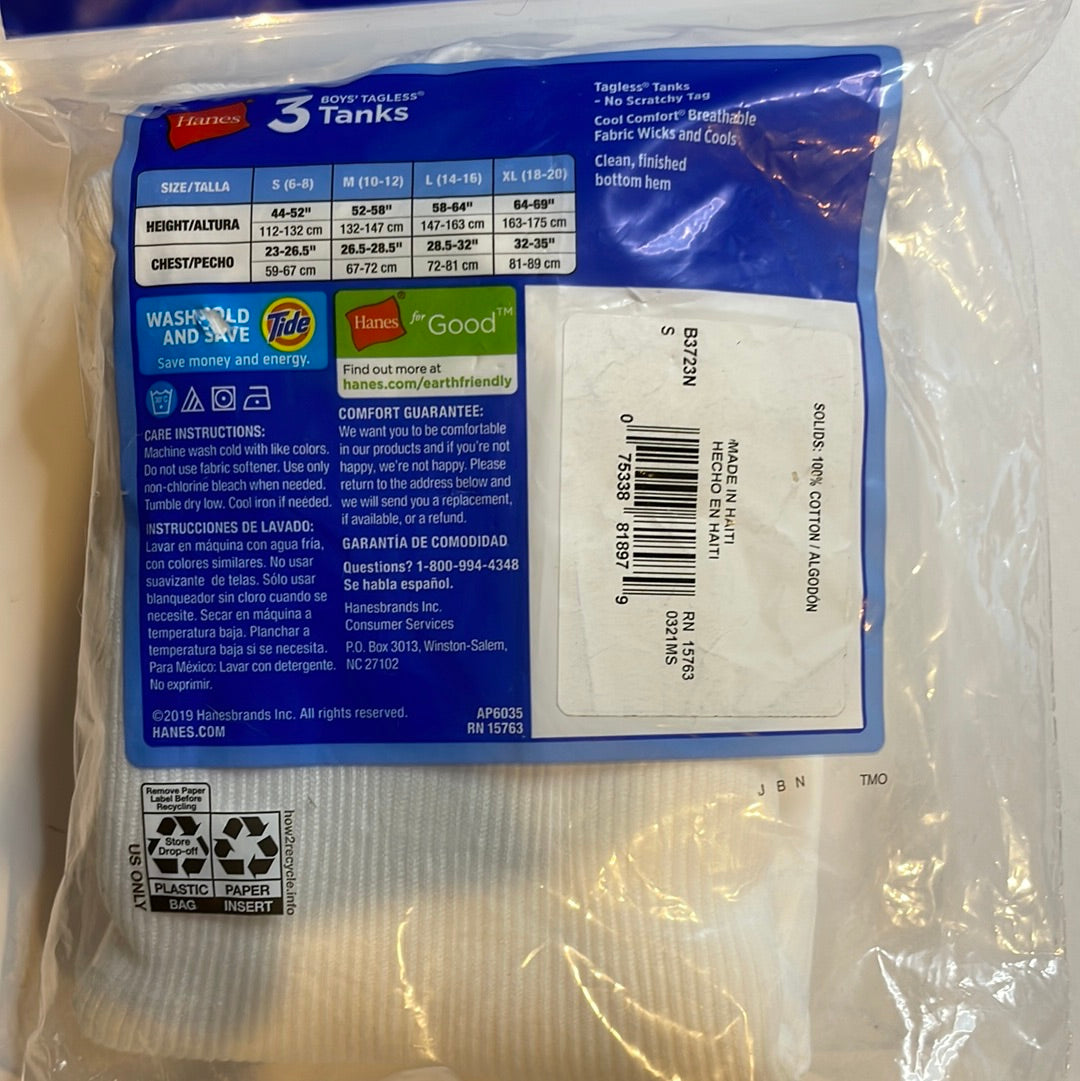 Hanes
3 BOYS' TAGLESS®
Tanks
Tagless® Tanks
- No Scratchy Tag
Cool Comfort® Breathable
Fabric Wicks and Cools
Clean, finished
bottom hem
SIZE/TALLA S (6-8) M (10-12) L (14-16) XL (18-20)
HEIGHT/ALTURA 44-52" 52-58" 58-64" 64-69"
112-132 cm 132-147 cm 147-163 cm 163-175 cm
CHEST/PECHO 23-26.5" 26.5-28.5" 28.5-32" 32-35"
59-67 cm 67-72 cm 72-81 cm 81-89 cm
WASH
AND SAVE
Tide
Save money and energy.
Hanes® for Good™
Find out more at
hanes.com/earthfriendly
30°C
CARE INSTRUCTIONS:
Machine wash cold with like colors.
Do not use fabric softener. Use only
non-chlorine bleach when needed.
Tumble dry low. Cool iron if needed.
INSTRUCCIONES DE LAVADO:
Lavar en máquina con agua fría,
con colores similares. No usar
suavizante de telas. Sólo usar
blanqueador sin cloro cuando se
necesite. Secar en máquina a
temperatura baja. Planchar a
temperatura baja si se necesita.
Para México: Lavar con detergente.
No exprimir.
COMFORT GUARANTEE:
We want you to be comfortable
in our products and if you're not
happy, we're not happy. Please
return to the address below and
we will send you a replacement,
if available, or a refund.
GARANTÍA DE COMODIDAD
Questions? 1-800-994-4348
Se habla español.
Hanesbrands Inc.
Consumer Services
P.O. Box 3013, Winston-Salem,
NC 27102
©2019 Hanesbrands Inc. All rights reserved.
HANES.COM
AP6035
RN 15763
SOLIDS: 100% COTTON / ALGODÓN
MADE IN HAITI
HECHO EN HAITI
B3723N
S
0 75338 81897 9
RN 15763
0321MS
J B N
TMO
Remove Paper
Label Before
Recycling
Store
Drop-off
PLASTIC
BAG
PAPER
INSERT
US ONLY
how2recycle.info